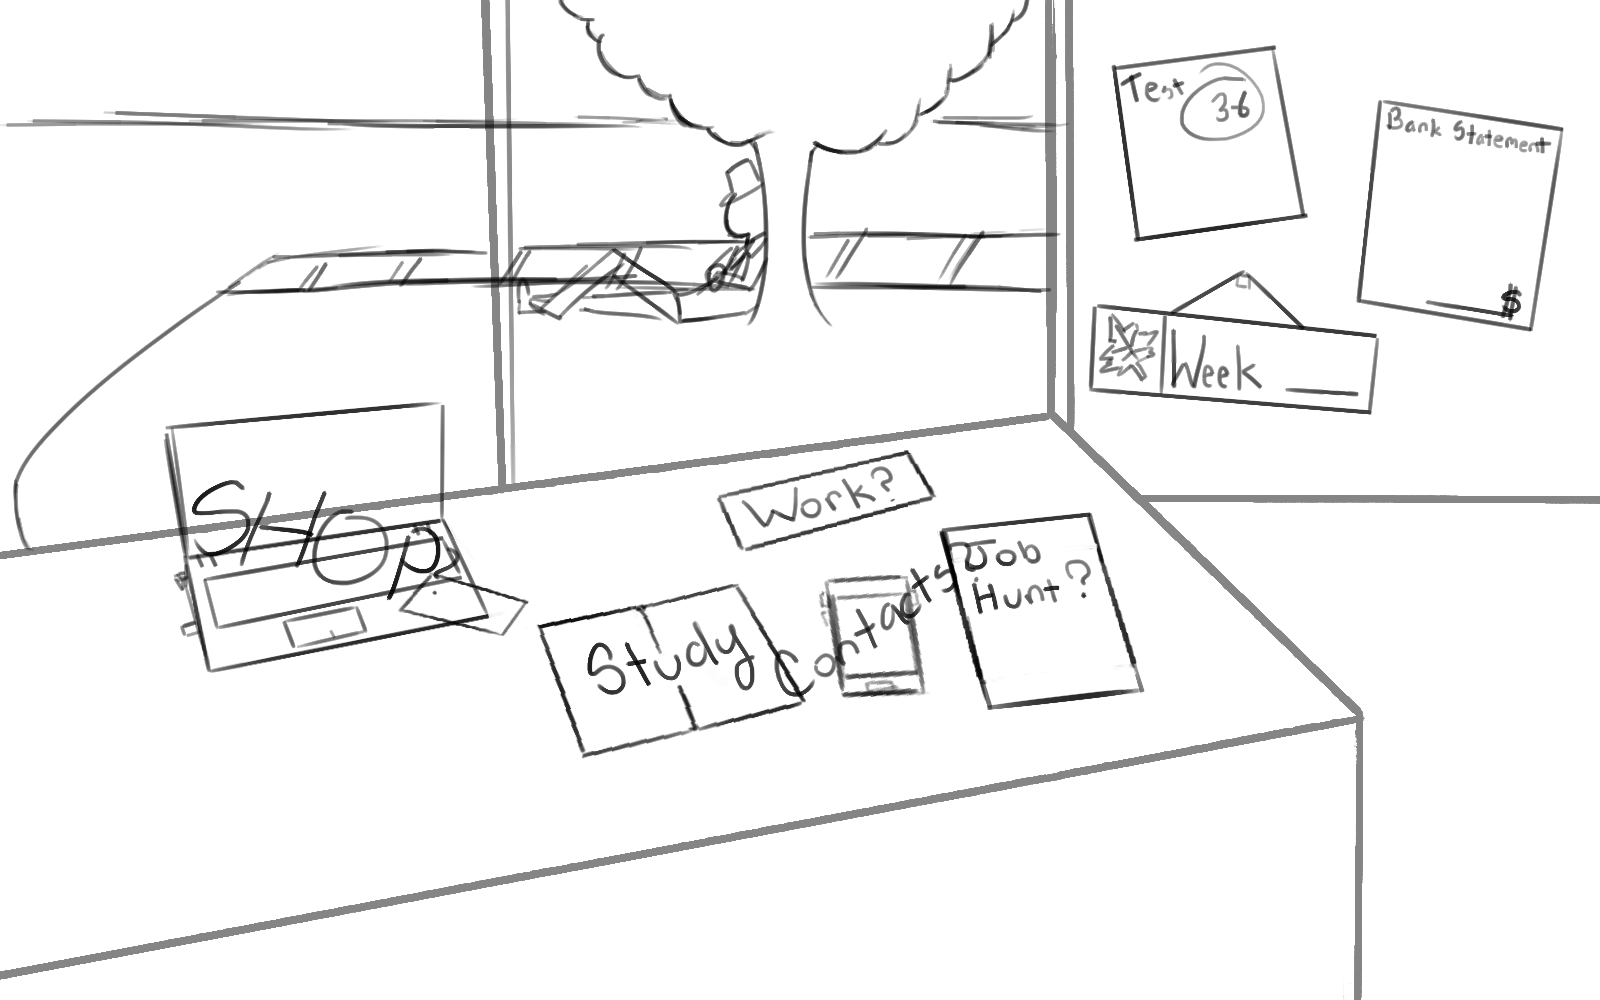 Test
36
Bank Statement
$
Week
Work?
SHOP
Study
Contacts
Job
Hunt?